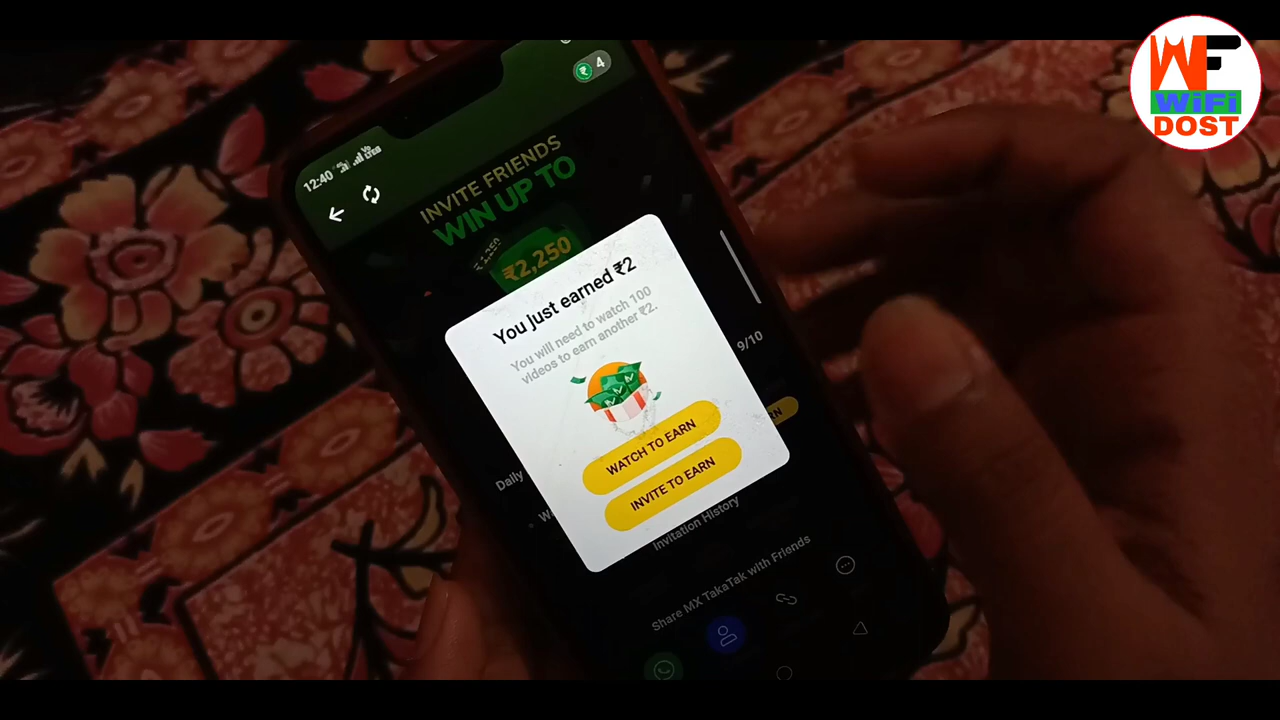 WF
WiFi
DOST
4
12:40
INVITE FRIENDS
WIN UP TO
₹2,250
You just earned ₹2
You will need to watch 100
videos to earn another ₹2.
9/10
WATCH TO EARN
INVITE TO EARN
Daily
Invitation History
Share MX TakaTak with Friends